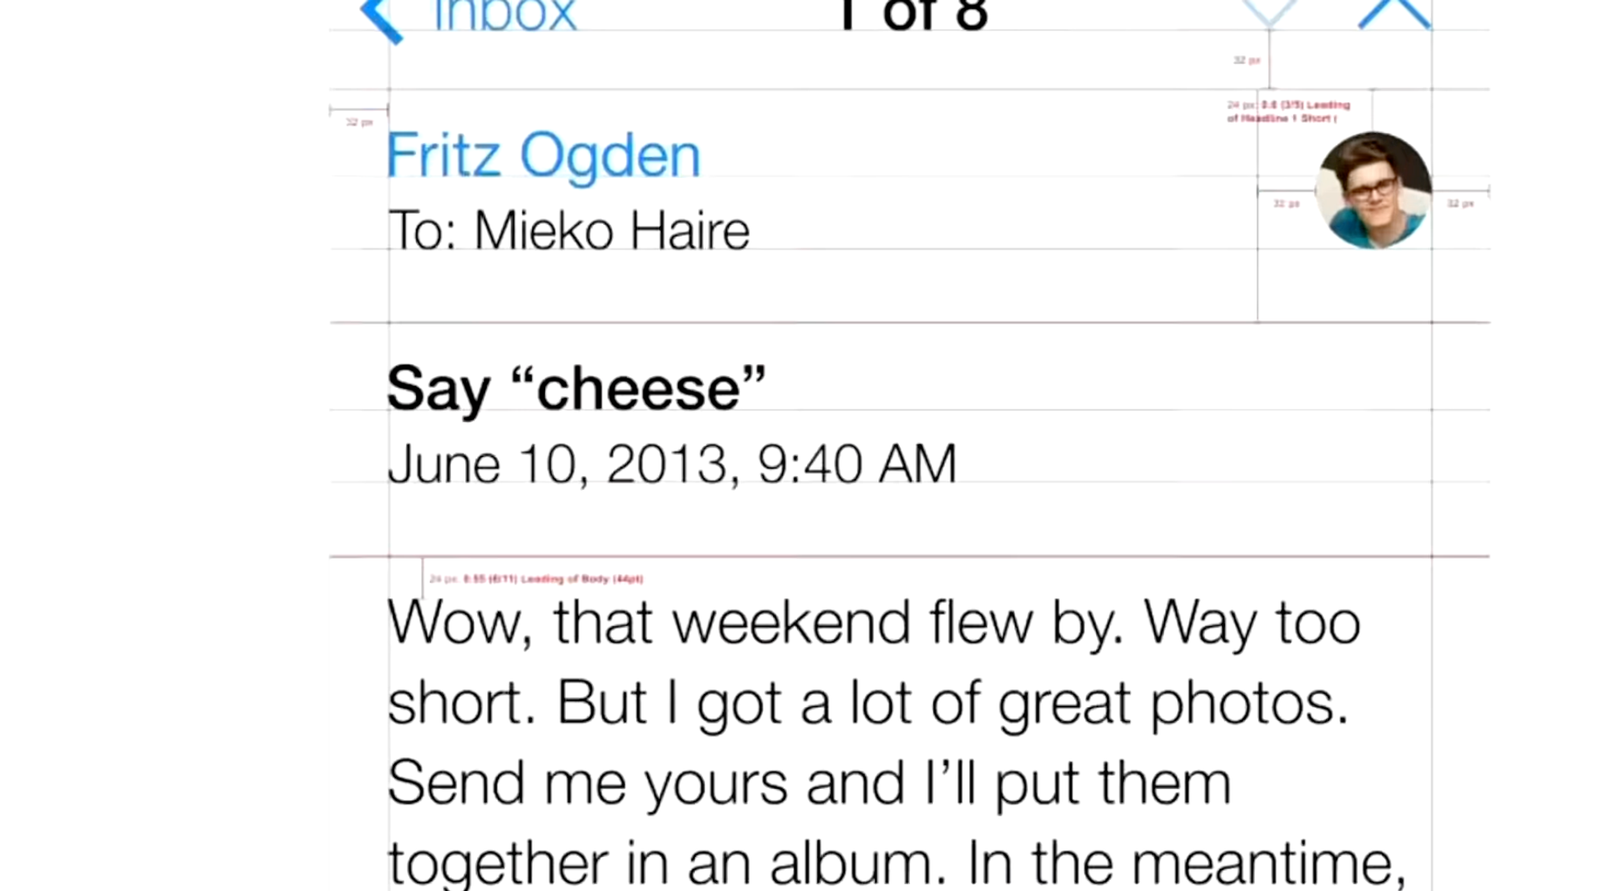 Inbox
1 of 8
32 px
24 px: 0.6 (3/5) Leading
of Headline 1 Short (
32 px
Fritz Ogden
32 px
32 px
To: Mieko Haire
Say “cheese”
June 10, 2013, 9:40 AM
24 px: 0.55 (6/11) Leading of Body (44pt)
Wow, that weekend flew by. Way too
short. But I got a lot of great photos.
Send me yours and I’ll put them
together in an album. In the meantime,